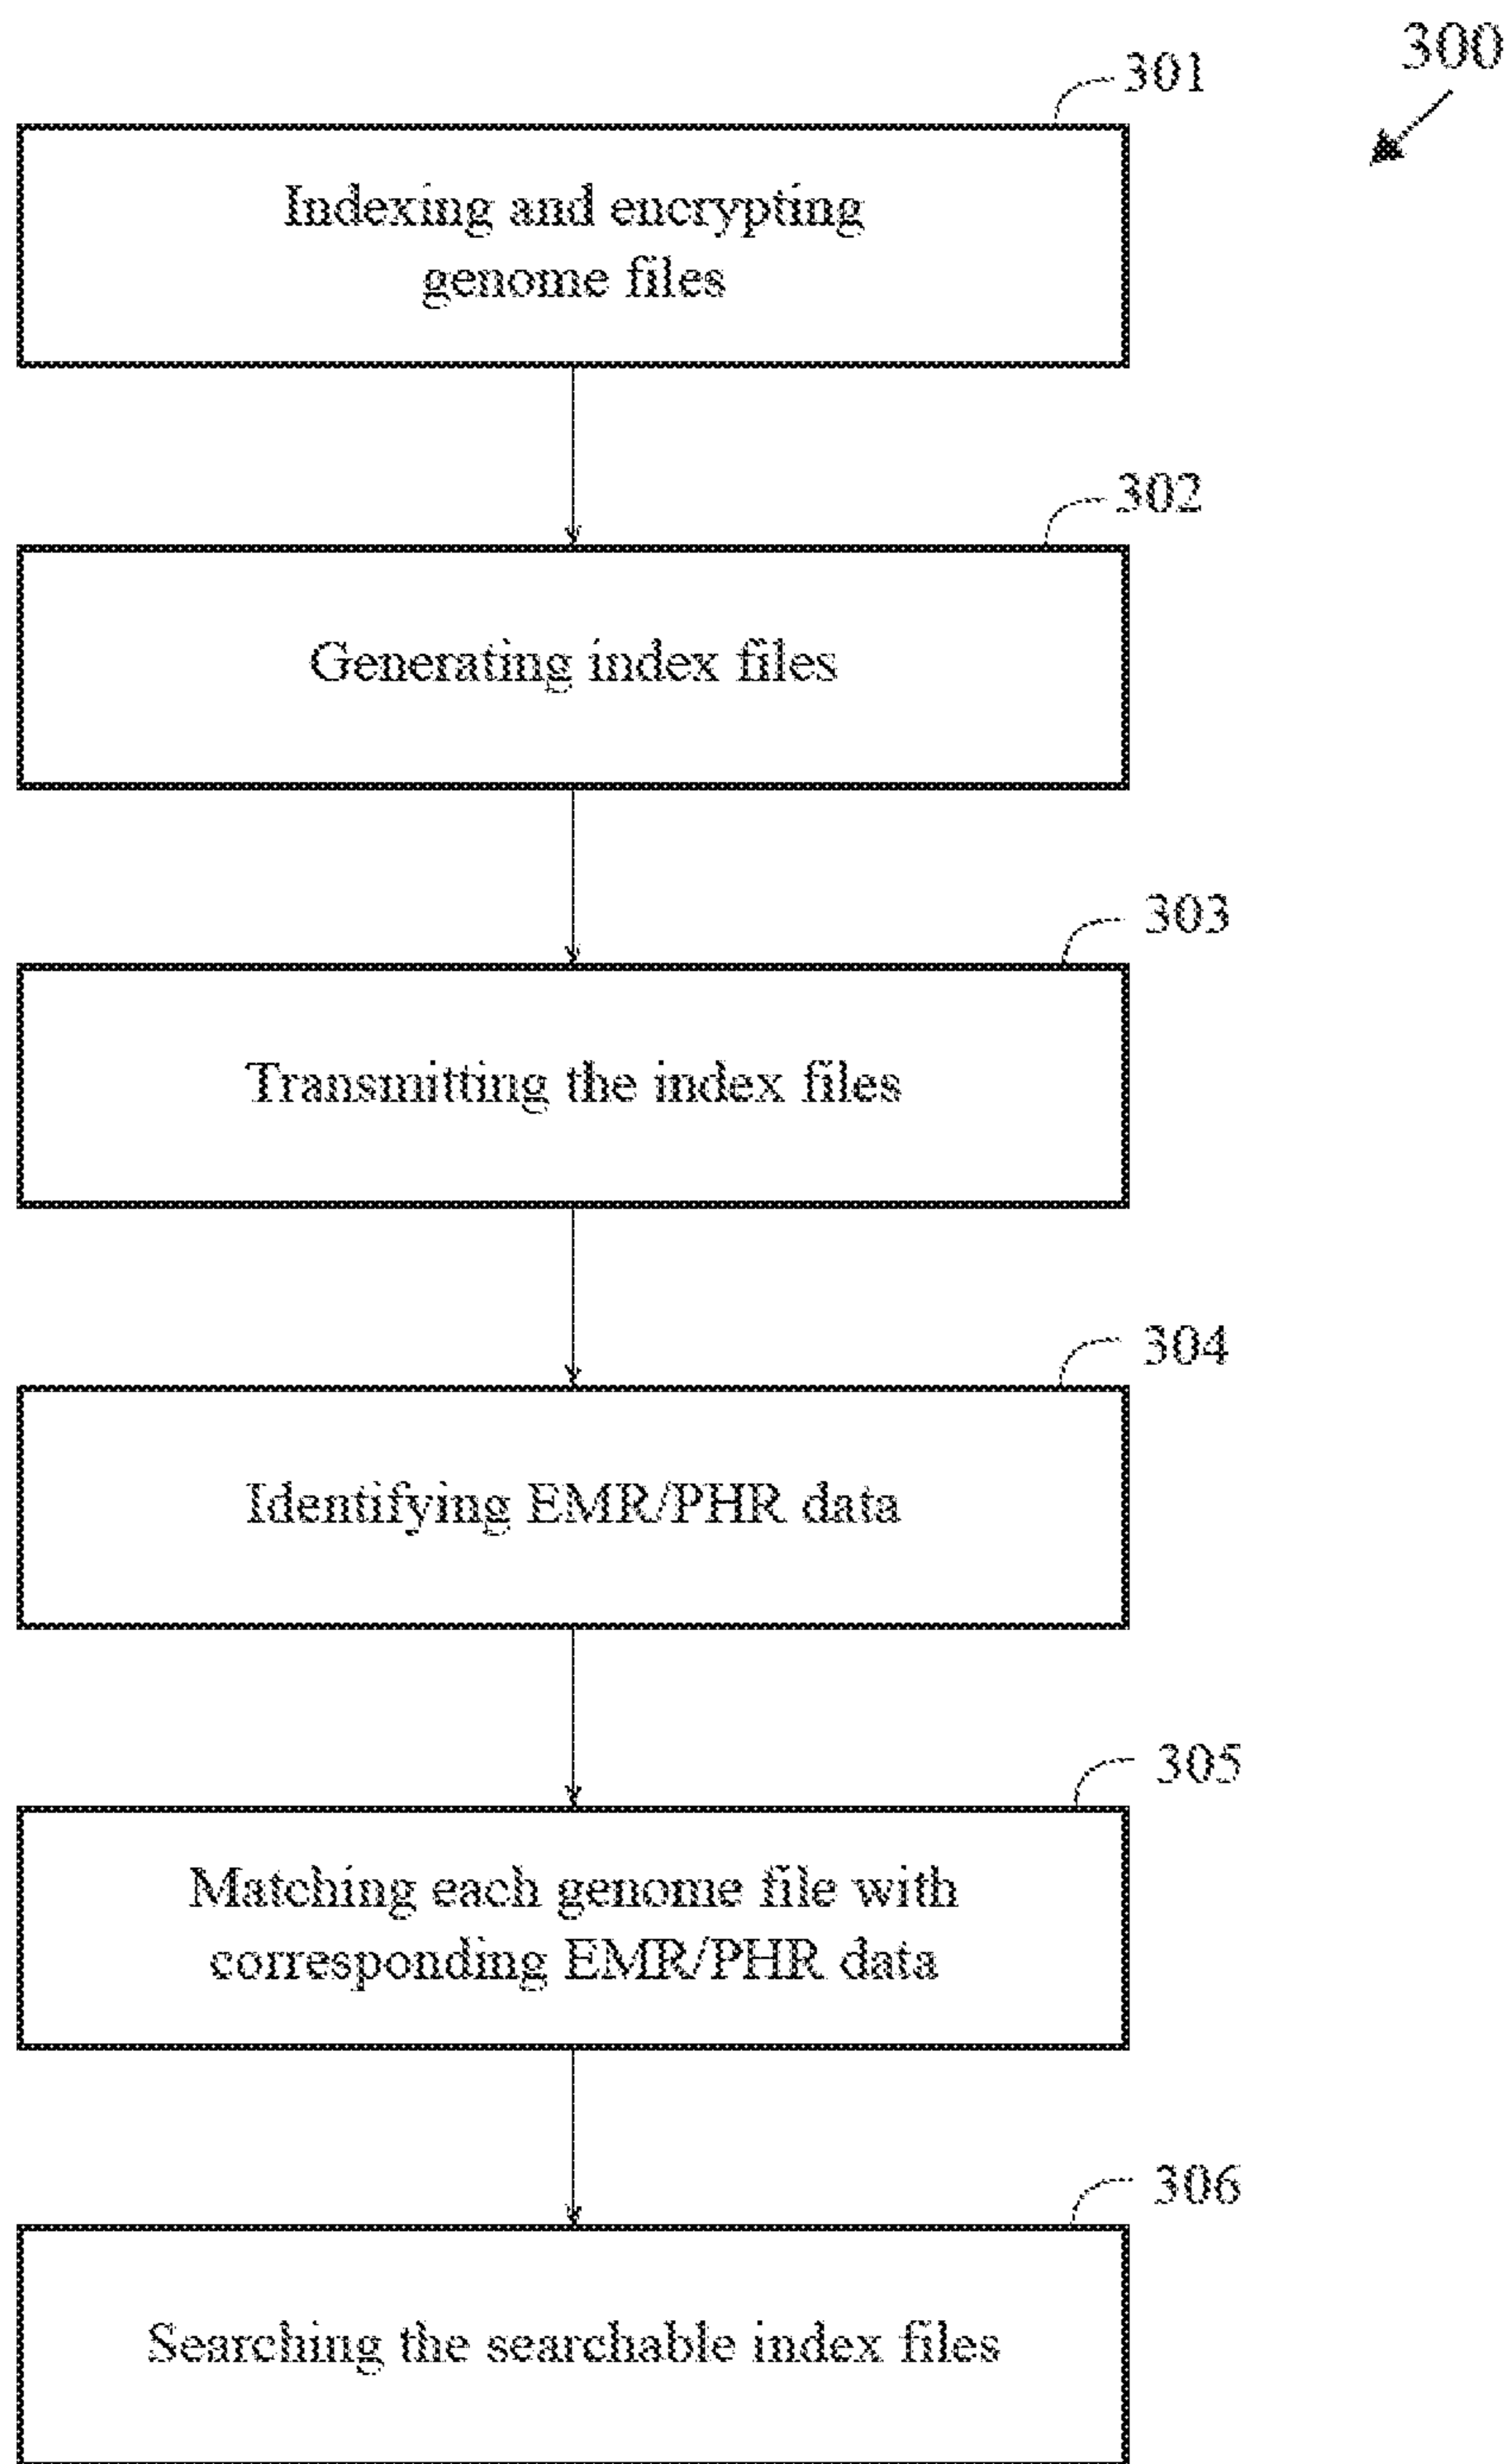 300
301
Indexing and encrypting
genome files
302
Generating index files
303
Transmitting the index files
304
Identifying EMR/PHR data
305
Matching each genome file with
corresponding EMR/PHR data
306
Searching the searchable index files